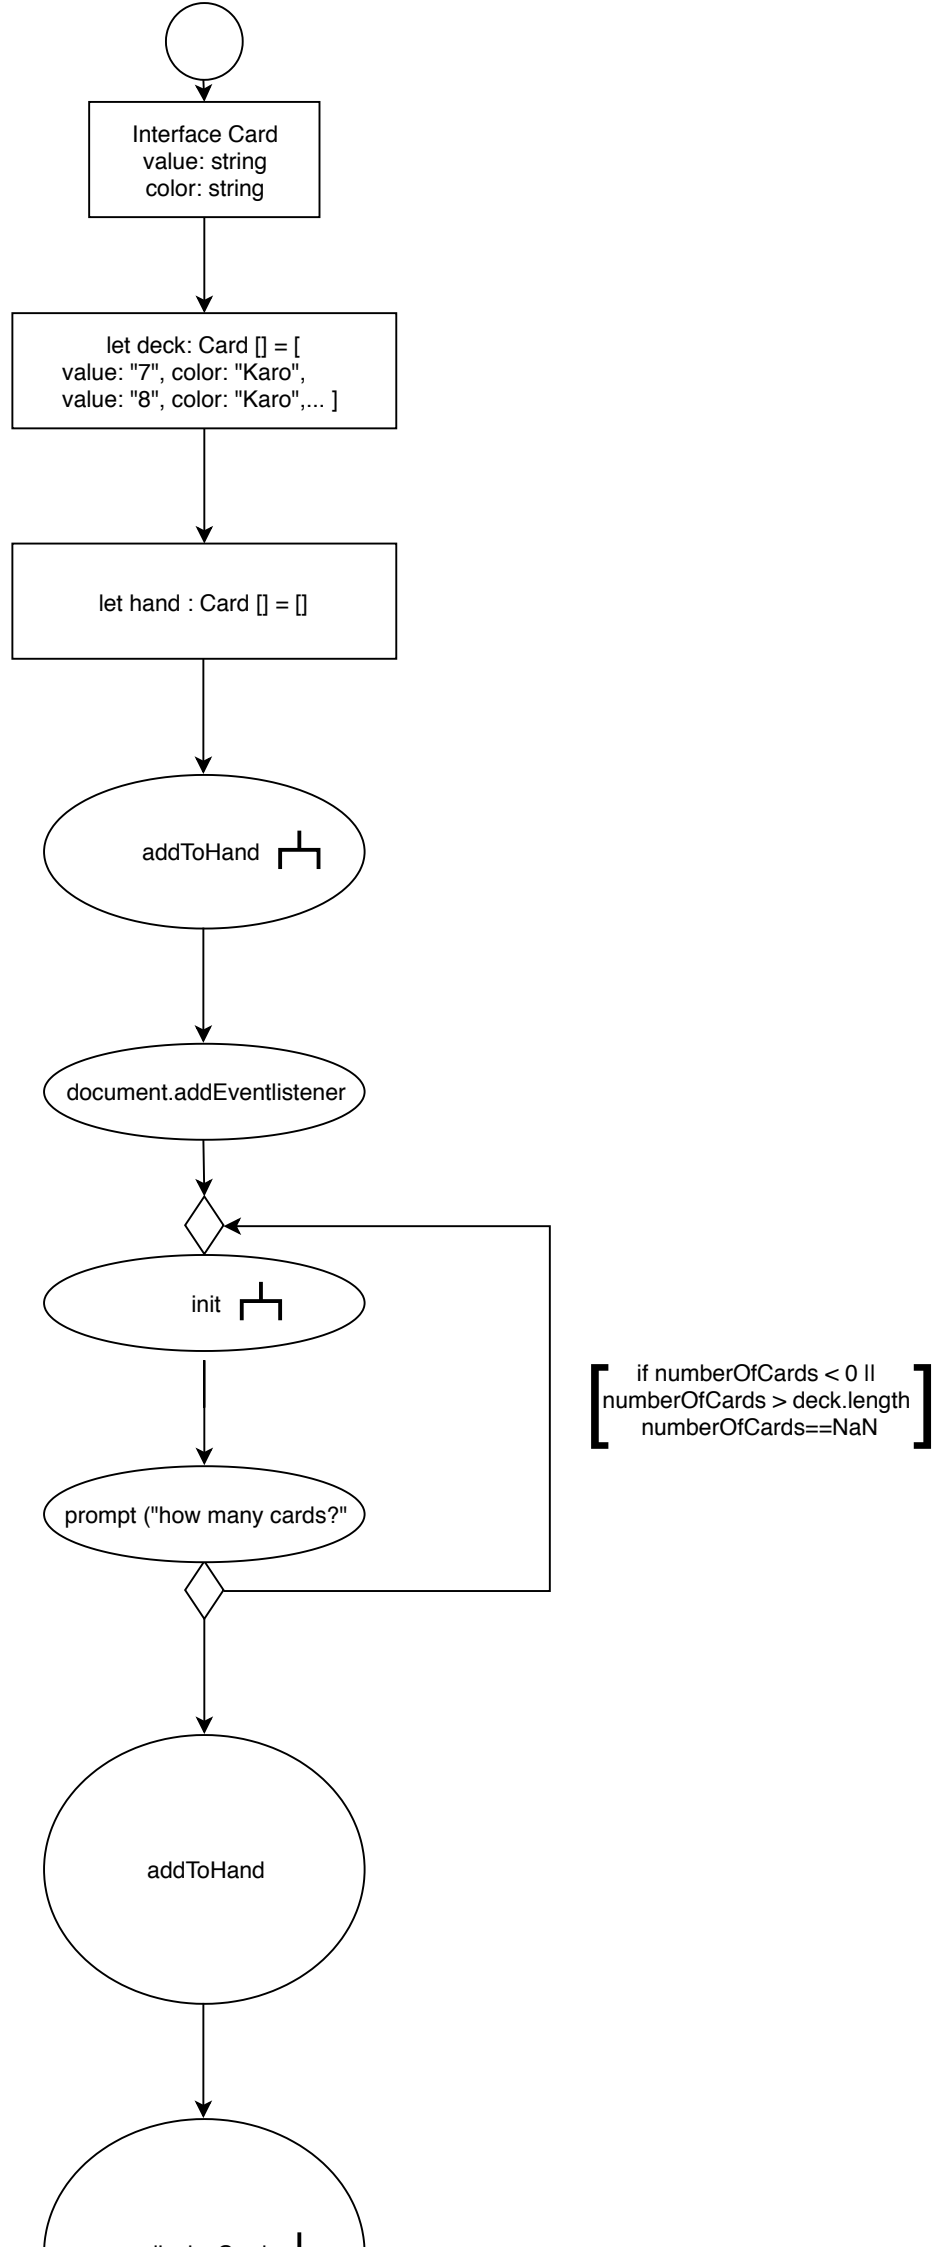 Interface Card
value: string
color: string
let deck: Card [] = [
value: "7", color: "Karo",
value: "8", color: "Karo",... ]
let hand : Card [] = []
addToHand
document.addEventlistener
init
if numberOfCards < 0 ||
numberOfCards > deck.length
numberOfCards==NaN
prompt ("how many cards?"
addToHand